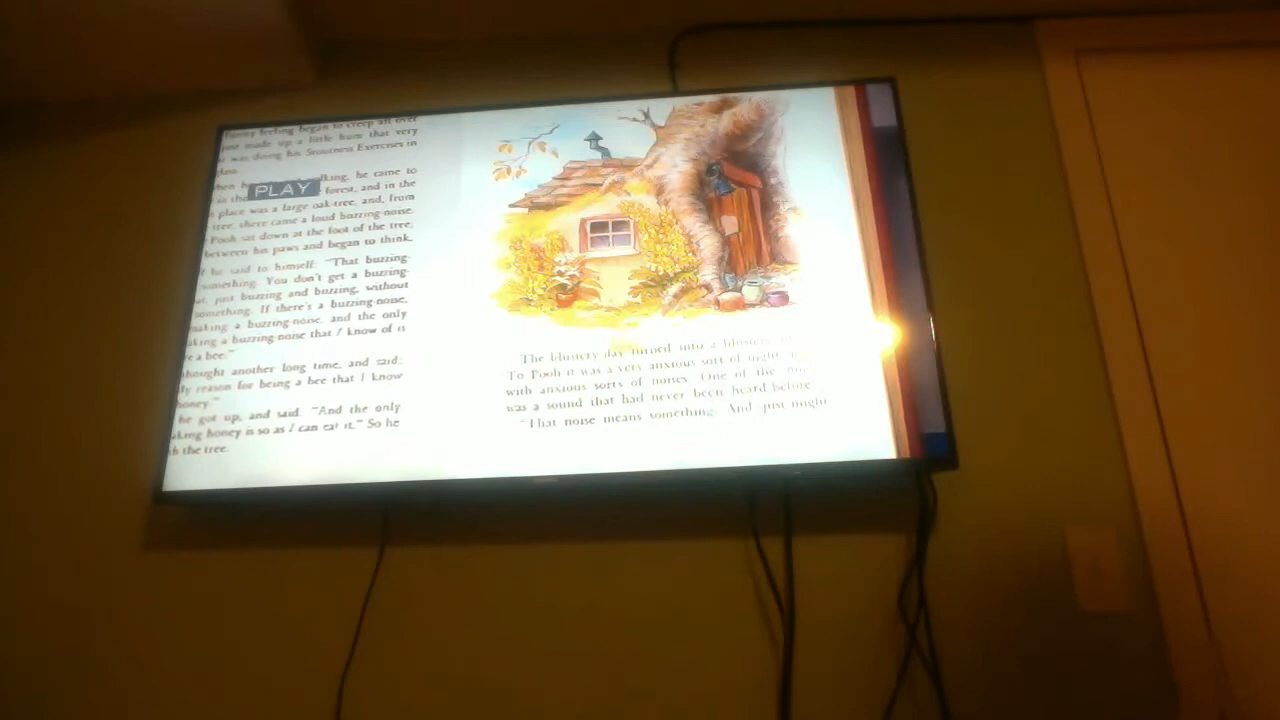 Funny feeling began to creep all over
just made up a little hum that very
was doing his Stoutness Exercises in
glass.
walking, he came to
PLAY
forest, and in the
place was a large oak-tree, and, from
tree, there came a loud buzzing-noise.
Pooh sat down at the foot of the tree,
between his paws and began to think.
he said to himself: "That buzzing-
something. You don't get a buzzing-
just buzzing and buzzing, without
something. If there's a buzzing-noise,
making a buzzing-noise, and the only
making a buzzing-noise that I know of is
a bee."
thought another long time, and said:
reason for being a bee that I know
honey."
he got up, and said: "And the only
making honey is so as I can eat it." So he
the tree.
The blustery day turned into a blustery
To Pooh it was a very anxious sort of night,
with anxious sorts of noises. One of the
was a sound that had never been heard before.
"That noise means something. And just might